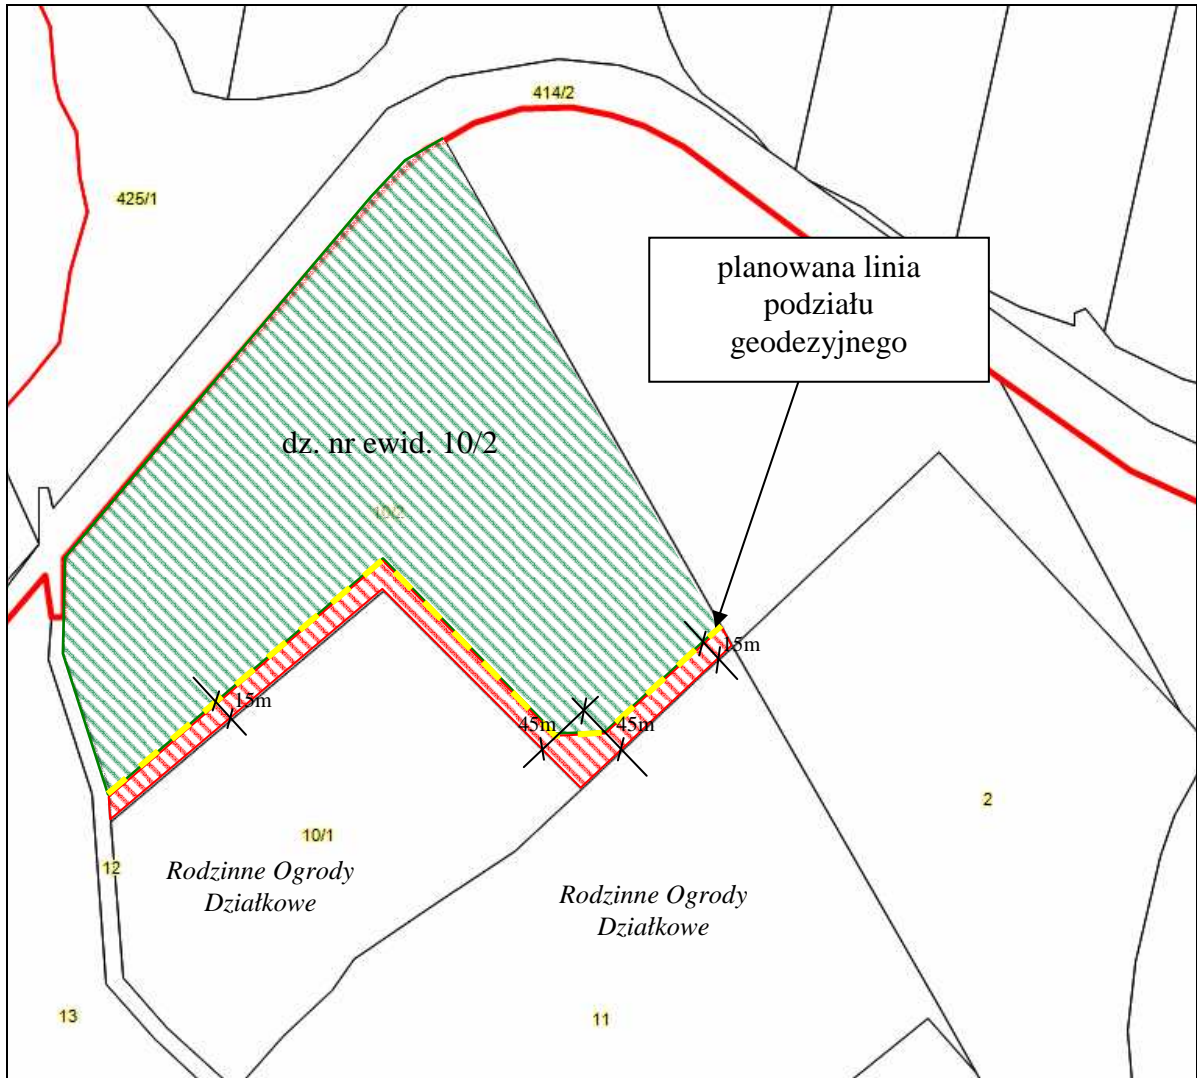 414/2
425/1
planowana linia
podziału
geodezyjnego
dz. nr ewid. 10/2
10/2
15m
15m
45m
45m
2
10/1
12
Rodzinne Ogrody
Działkowe
Rodzinne Ogrody
Działkowe
13
11